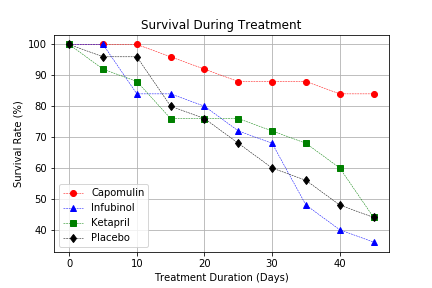 Survival During Treatment
Survival Rate (%)
100
90
80
70
60
50
40
Capomulin
Infubinol
Ketapril
Placebo
0 10 20 30 40
Treatment Duration (Days)